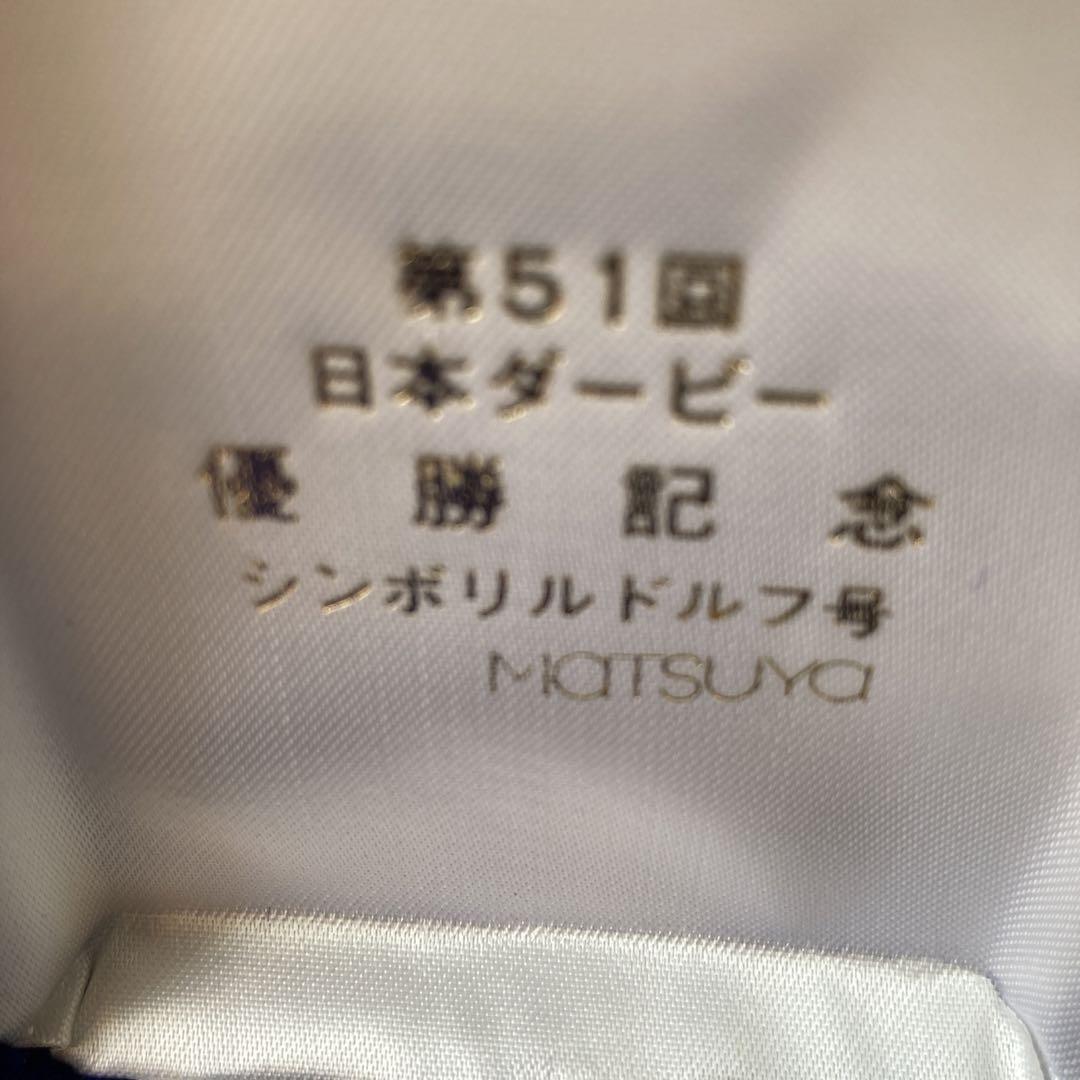 第51回
日本ダービー
優勝記念
シンボリルドルフ号
MATSUYA